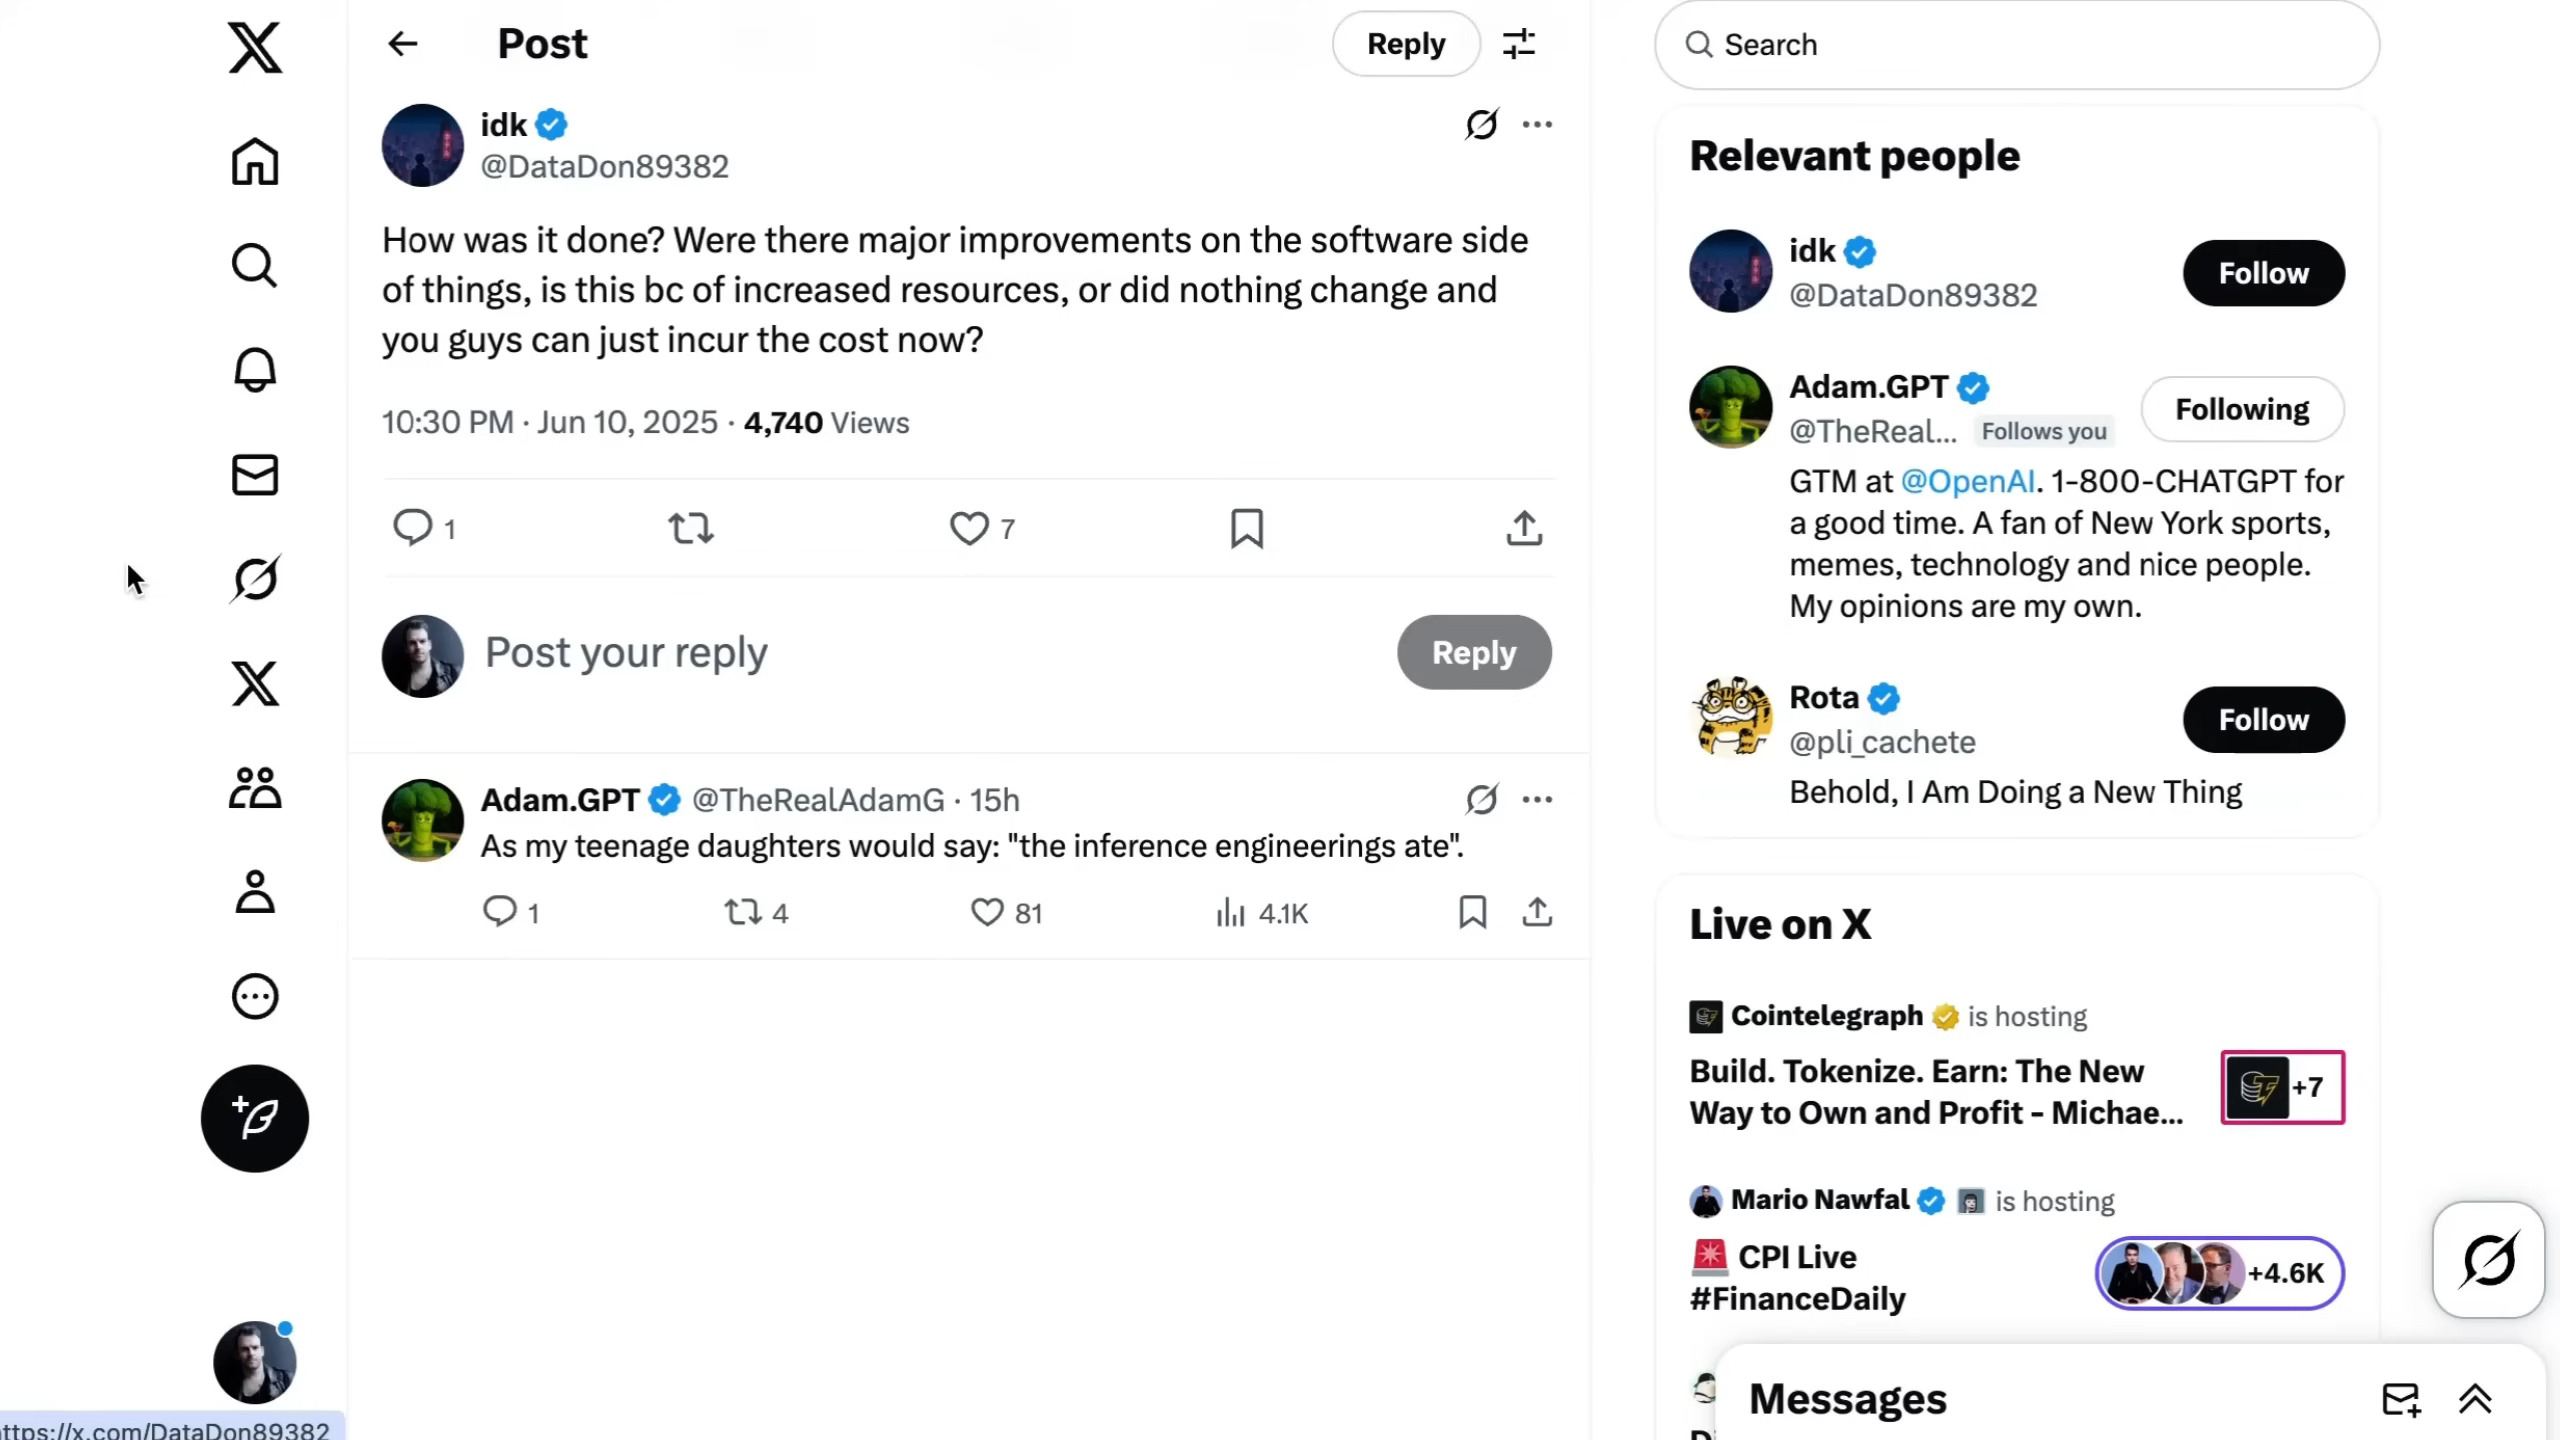 Post
Reply
Search
idk
@DataDon89382
How was it done? Were there major improvements on the software side
of things, is this bc of increased resources, or did nothing change and
you guys can just incur the cost now?
10:30 PM · Jun 10, 2025 · 4,740 Views
1
7
Post your reply
Reply
Adam.GPT @TheRealAdamG · 15h
As my teenage daughters would say: "the inference engineerings ate".
1
4
81
4.1K
Relevant people
idk
@DataDon89382
Follow
Adam.GPT
@TheReal... Follows you
Following
GTM at @OpenAI. 1-800-CHATGPT for
a good time. A fan of New York sports,
memes, technology and nice people.
My opinions are my own.
Rota
@pli_cachete
Follow
Behold, I Am Doing a New Thing
Live on X
Cointelegraph is hosting
Build. Tokenize. Earn: The New
Way to Own and Profit - Michae...
+7
Mario Nawfal is hosting
CPI Live
#FinanceDaily
+4.6K
Messages
ttps://x.com/DataDon89382